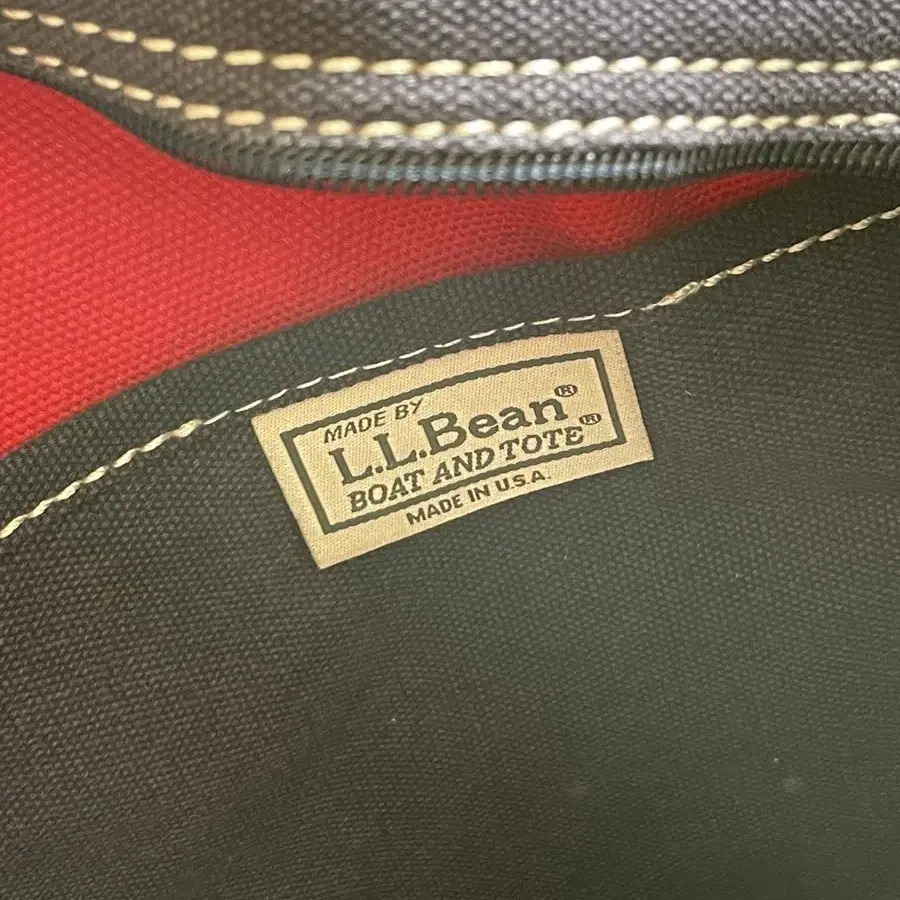 MADE BY
L.L.Bean®
BOAT AND TOTE®
MADE IN U.S.A.